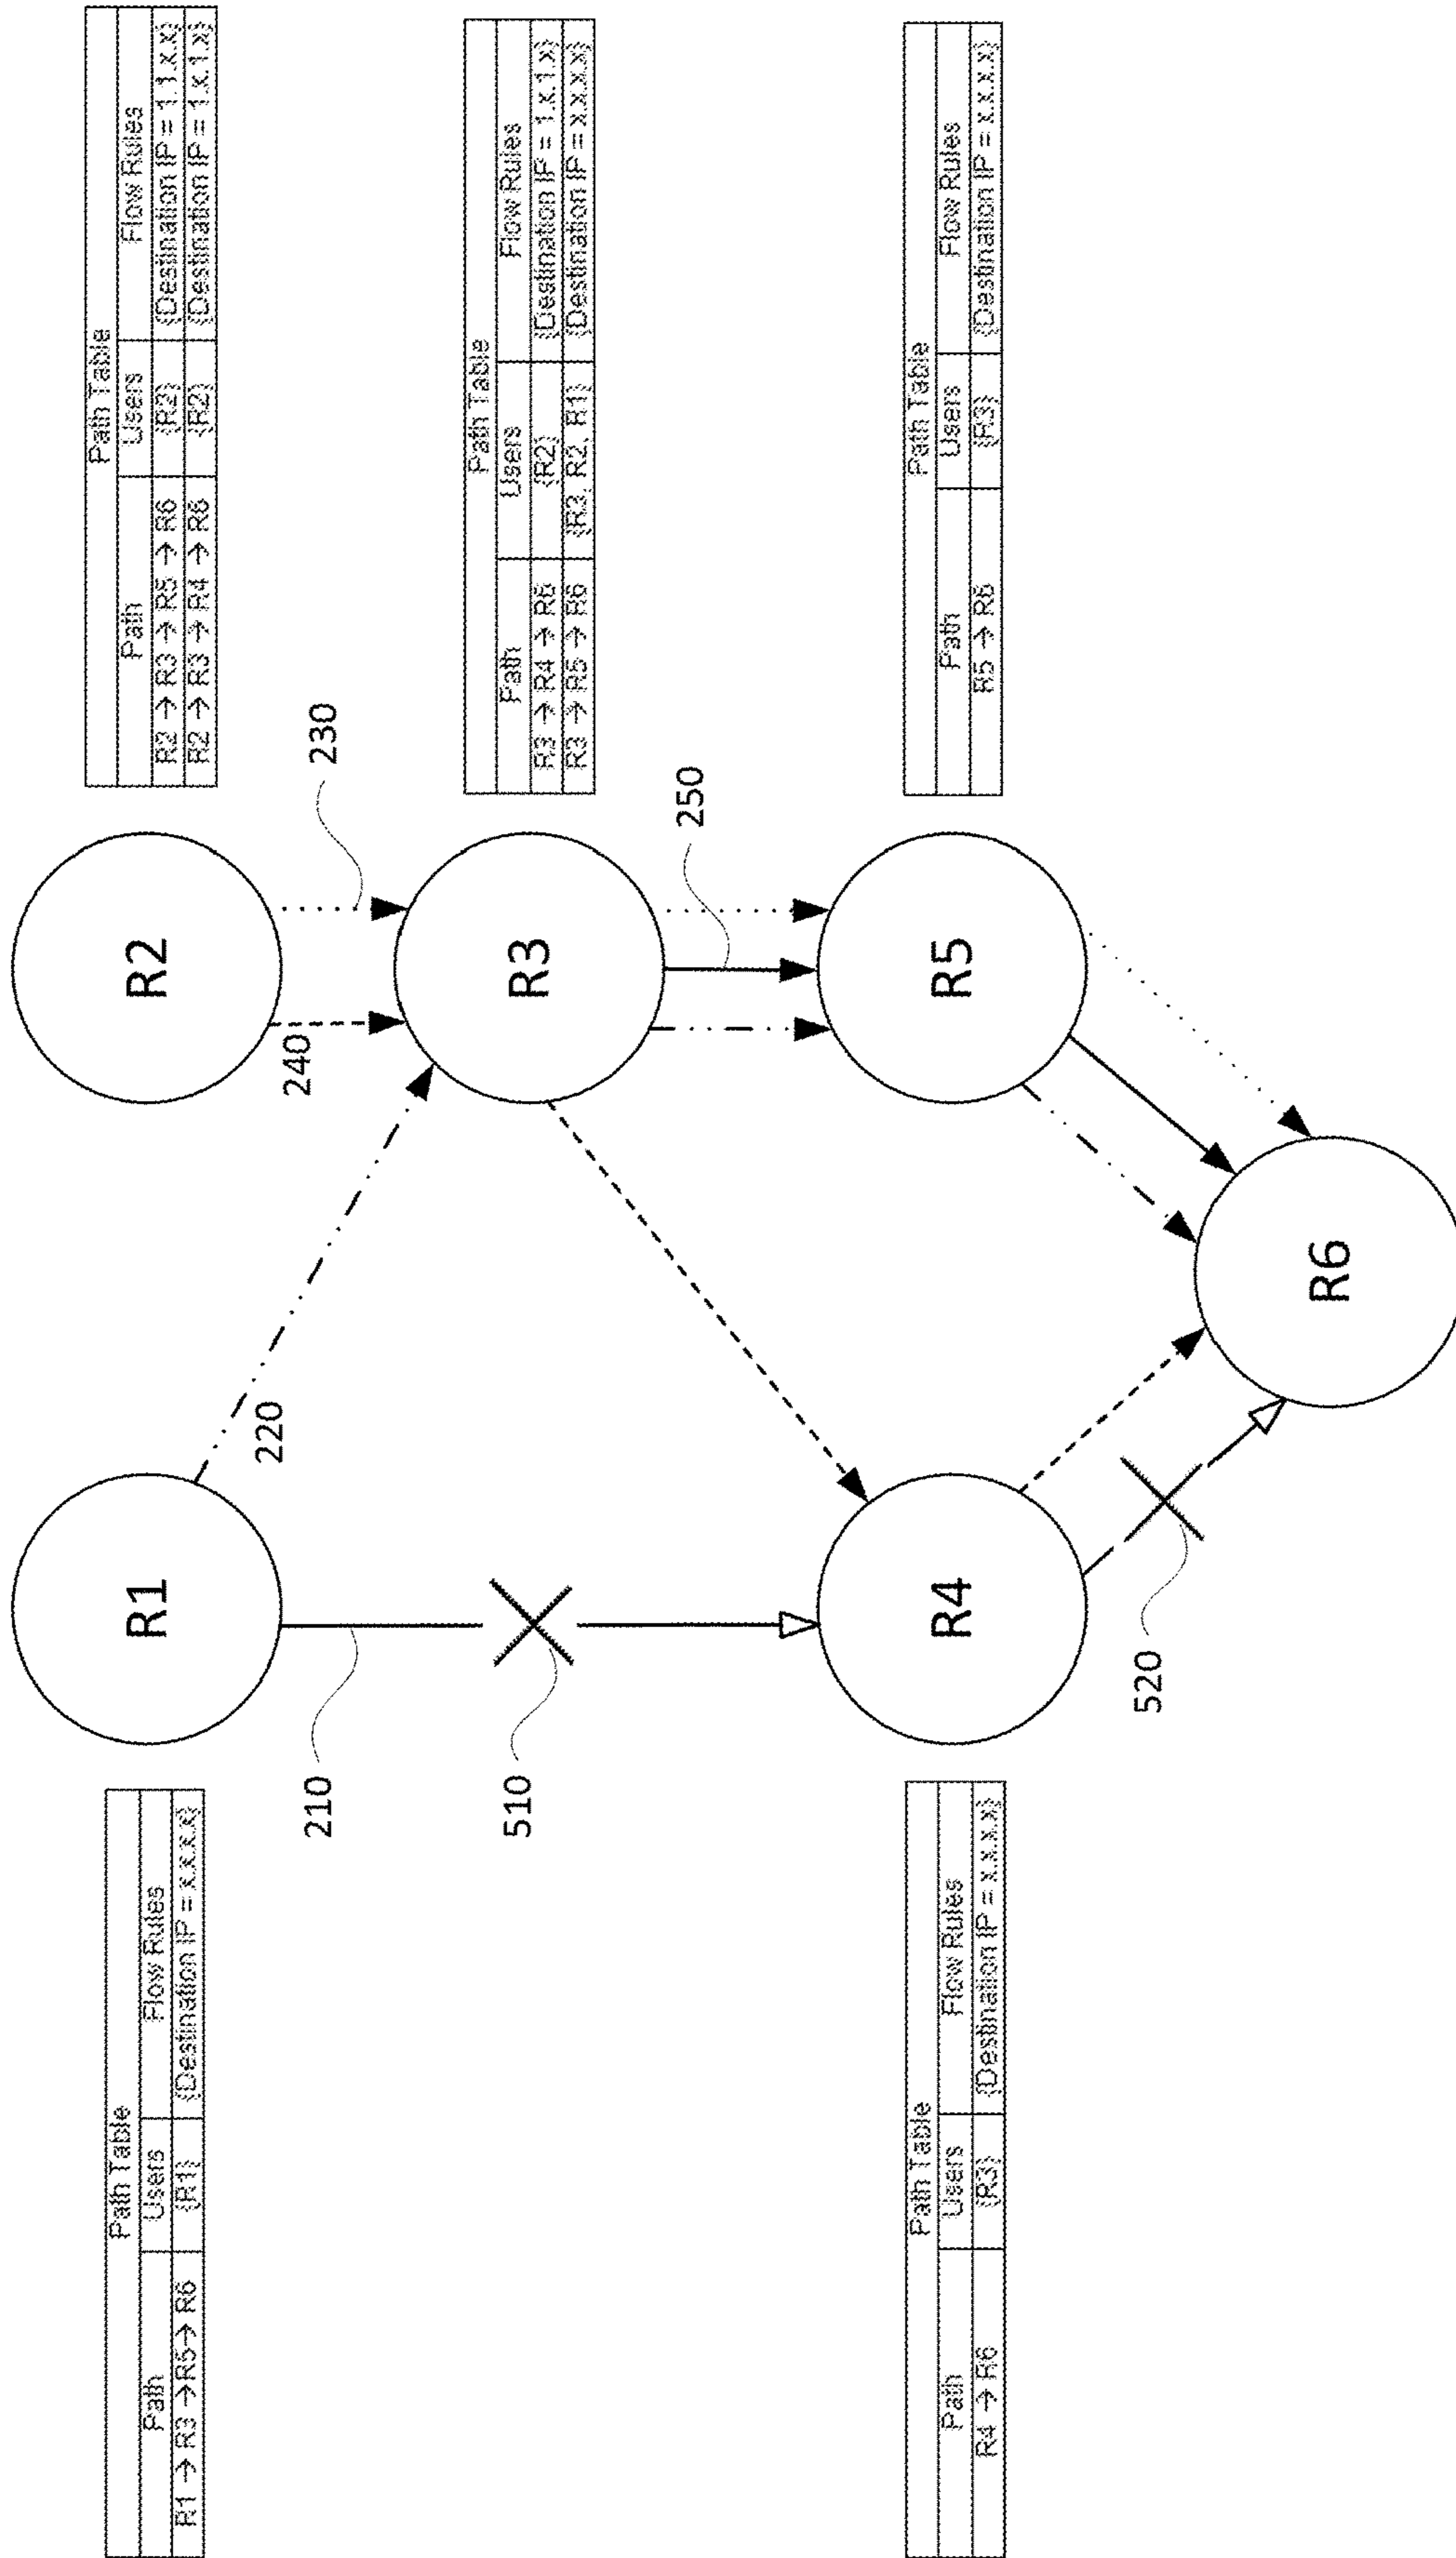 Path Table
Path Users Flow Rules
R1 → R3 → R5 → R6 {R1} {Destination IP = x.x.x.x}
R1
R2
Path Table
Path Users Flow Rules
R2 → R3 → R5 → R6 {R2} {Destination IP = 1.1.x.x}
R2 → R3 → R4 → R6 {R2} {Destination IP = 1.x.1.x}
210
220
240
230
510
R3
Path Table
Path Users Flow Rules
R3 → R4 → R6 {R2} {Destination IP = 1.x.1.x}
R3 → R5 → R6 {R3, R2, R1} {Destination IP = x.x.x.x}
250
Path Table
Path Users Flow Rules
R4 → R6 {R3} {Destination IP = x.x.x.x}
R4
R5
Path Table
Path Users Flow Rules
R5 → R6 {R3} {Destination IP = x.x.x.x}
520
R6